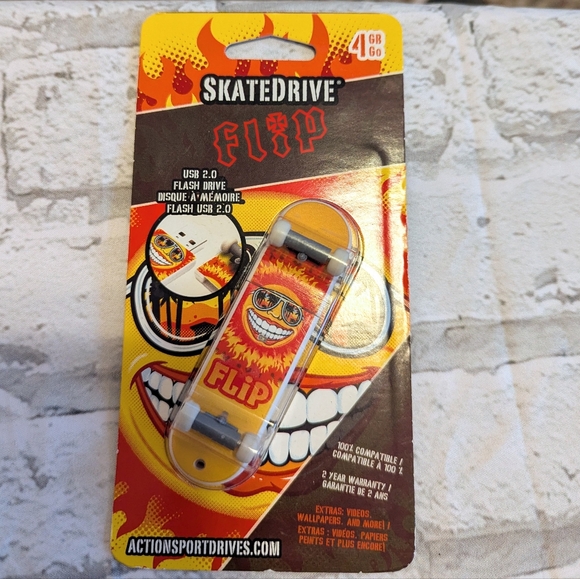 4 GB
Go
SKATEDRIVE
flip
USB 2.0
FLASH DRIVE
DISQUE À MÉMOIRE
FLASH USB 2.0
FLiP
100% COMPATIBLE /
COMPATIBLE À 100 %
2 YEAR WARRANTY /
GARANTIE DE 2 ANS
EXTRAS: VIDEOS,
WALLPAPERS, AND MORE! /
EXTRAS : VIDÉOS, PAPIERS
PEINTS ET PLUS ENCORE!
ACTIONSPORTDRIVES.COM